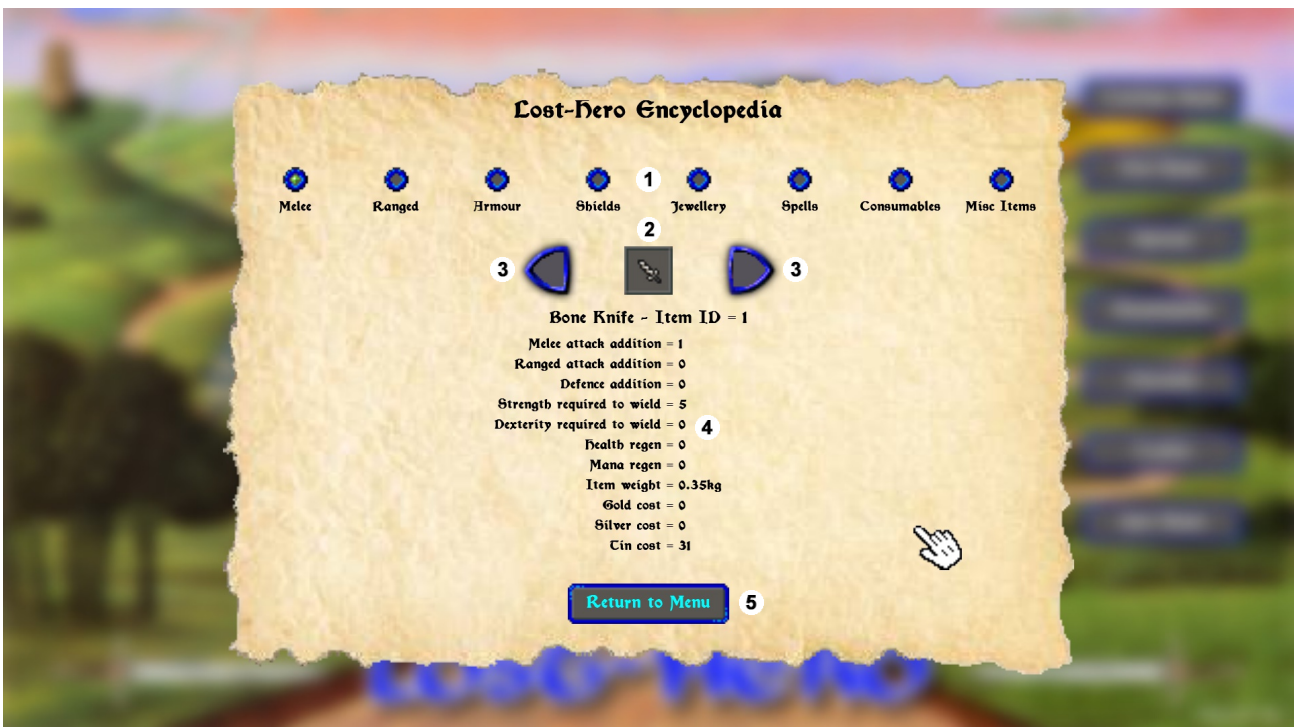 Lost-Hero Encyclopedia
1
Melee Ranged Armour Shields Jewellery Spells Consumables Misc Items
2
3 3
Bone Knife - Item ID = 1
Melee attack addition = 1
Ranged attack addition = 0
Defence addition = 0
Strength required to wield = 5
Dexterity required to wield = 0 4
Health regen = 0
Mana regen = 0
Item weight = 0.35kg
Gold cost = 0
Silver cost = 0
Tin cost = 31
Return to Menu 5
Lost-Hero